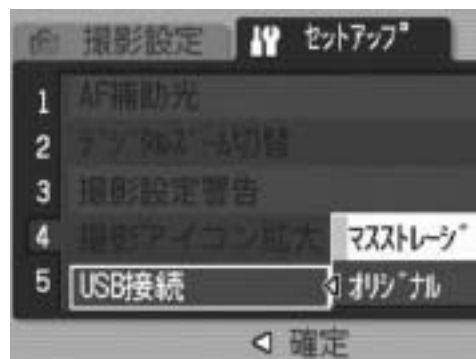 撮影設定 セットアップ
1 AF補助光
2 デジタルズーム切替
3 撮影設定警告
4 撮影アイコン拡大 マスストレージ
5 USB接続 オリジナル
確定